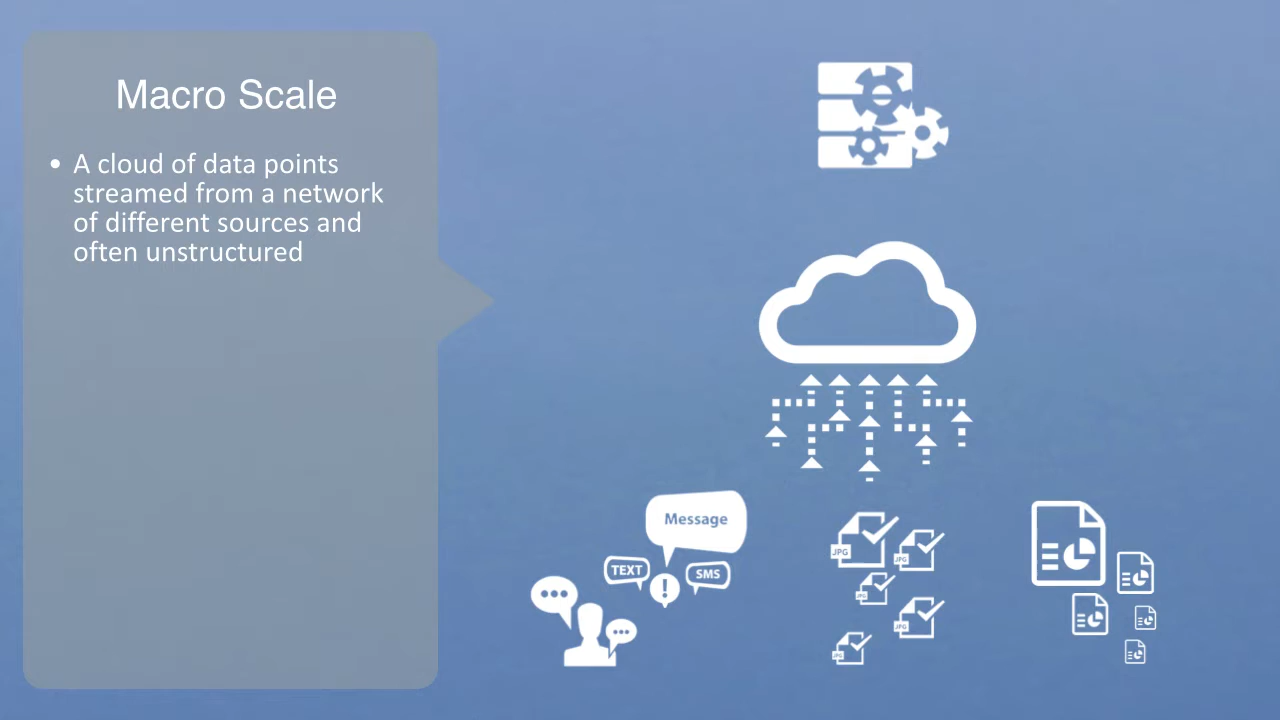 Macro Scale
• A cloud of data points
streamed from a network
of different sources and
often unstructured
Message
TEXT
SMS
!
JPG
JPG
JPG
JPG
JPG